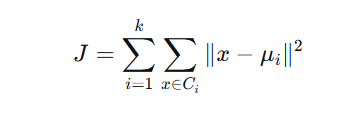 J = \sum_{i=1}^{k} \sum_{x \in C_i} \|x - \mu_i\|^2